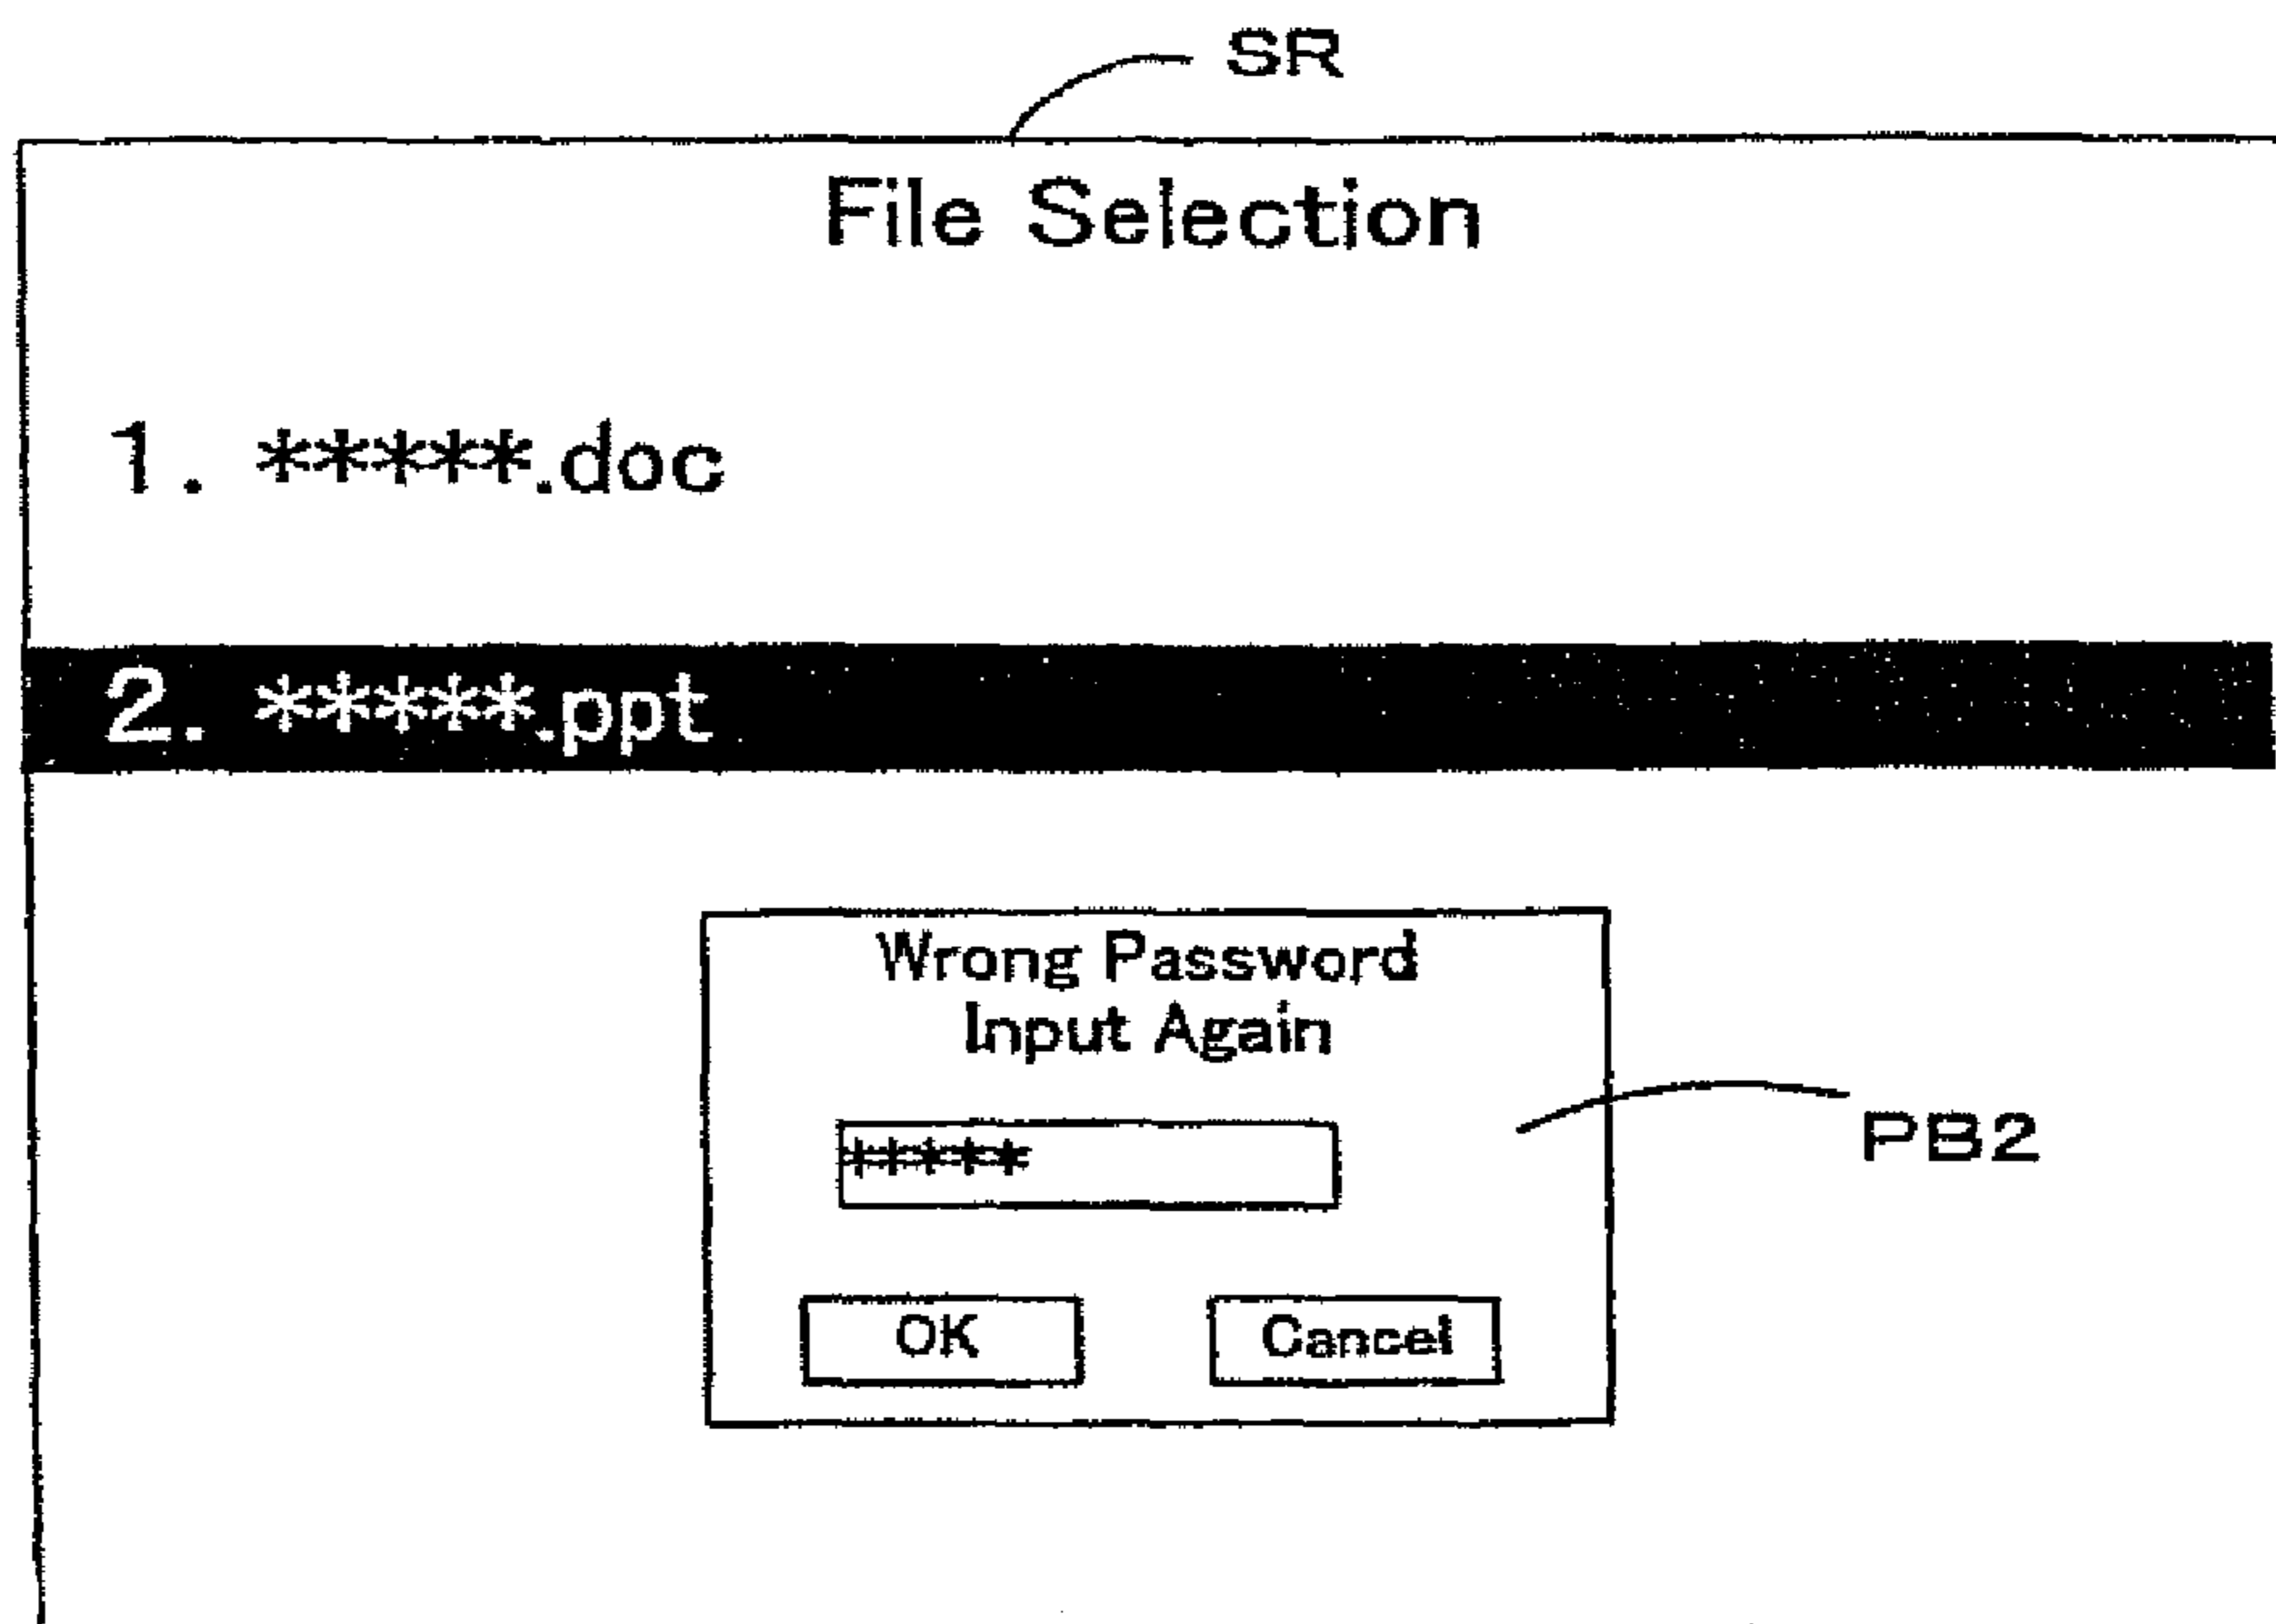 SR
File Selection
1. *****.doc
2. *****.ppt
Wrong Password
Input Again
*****
PB2
OK
Cancel